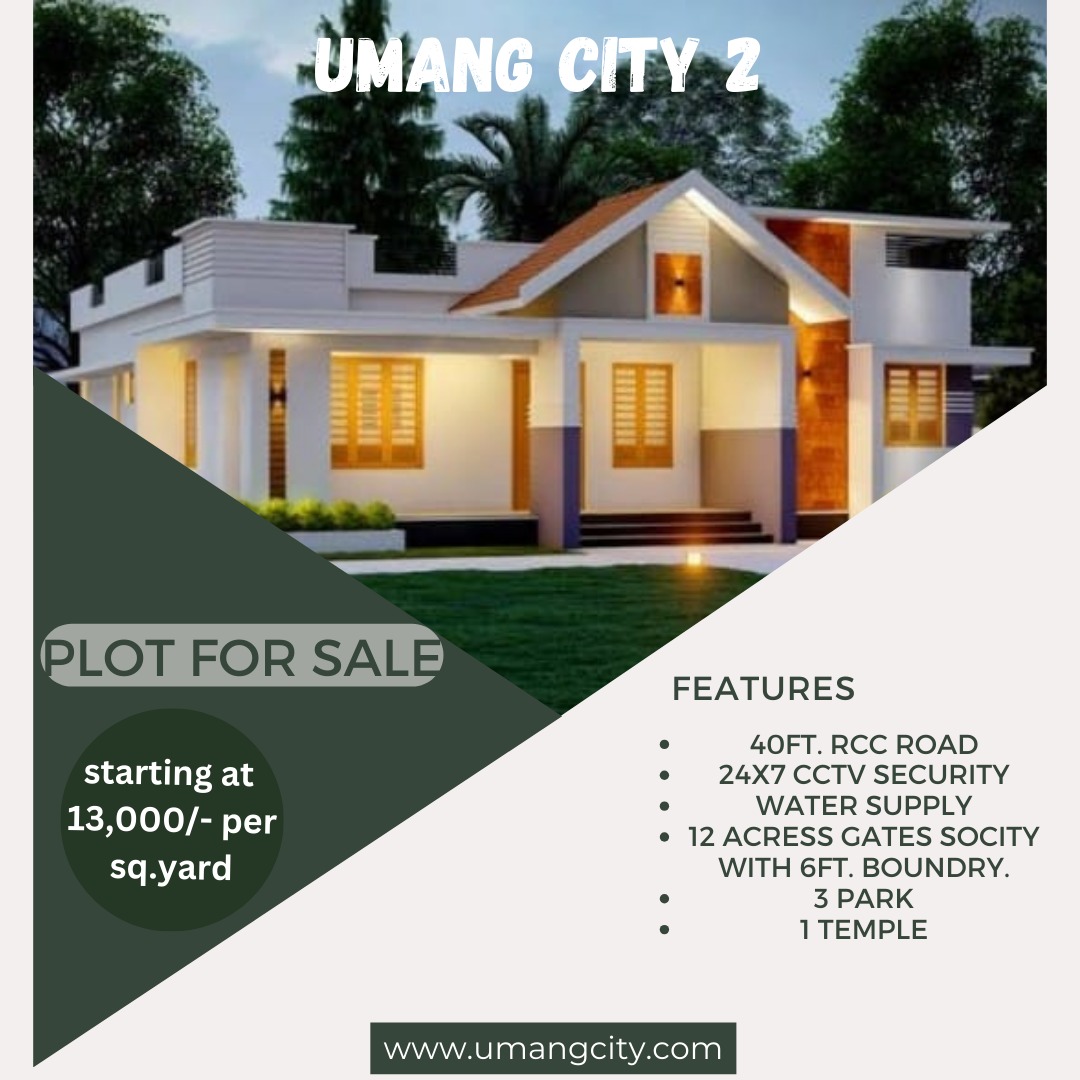 UMANG CITY 2
PLOT FOR SALE
starting at
13,000/- per
sq.yard
FEATURES
40FT. RCC ROAD
24X7 CCTV SECURITY
WATER SUPPLY
12 ACRESS GATES SOCITY
WITH 6FT. BOUNDRY.
3 PARK
1 TEMPLE
www.umangcity.com